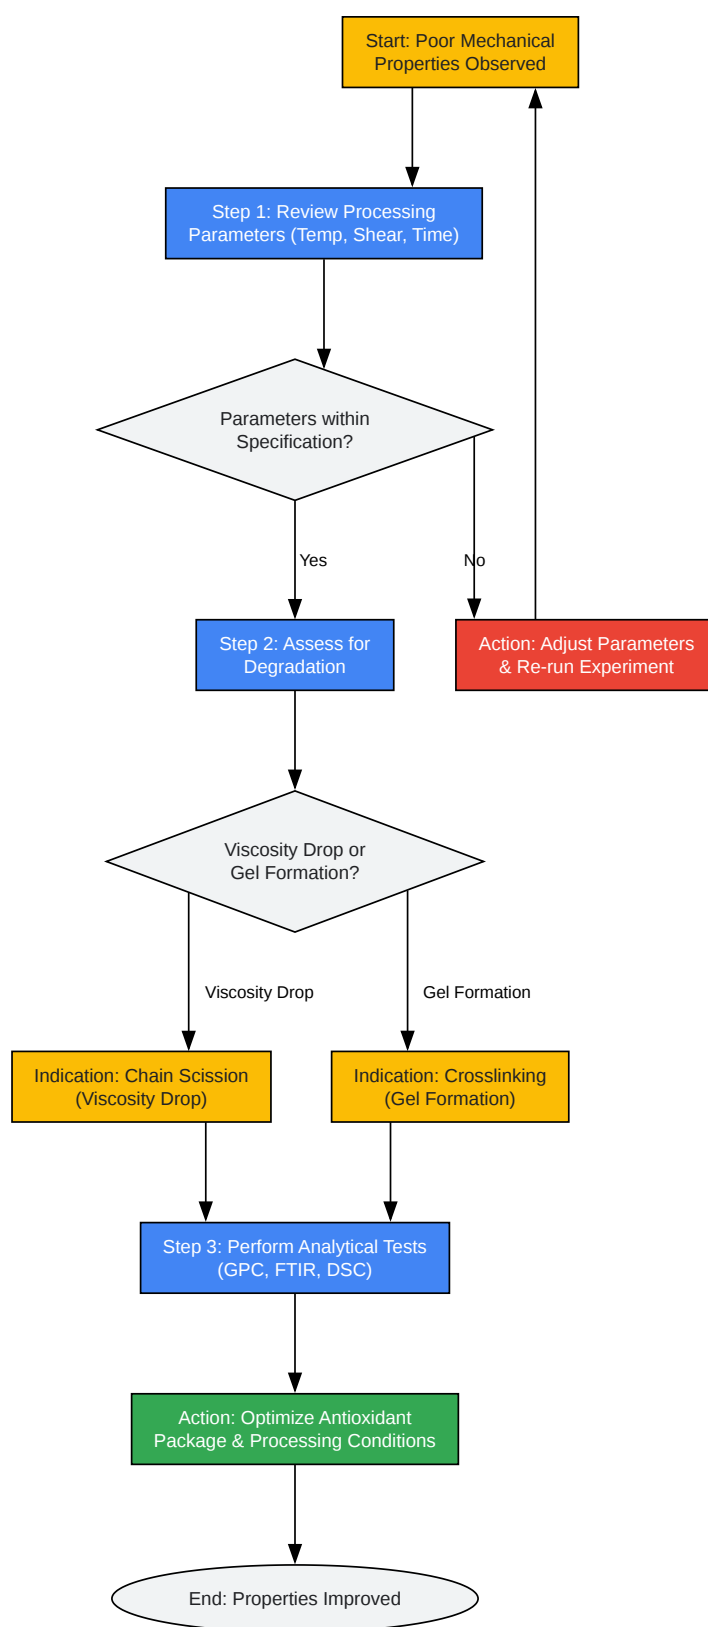 Start: Poor Mechanical
Properties Observed
Step 1: Review Processing
Parameters (Temp, Shear, Time)
Parameters within
Specification?
Yes
No
Step 2: Assess for
Degradation
Action: Adjust Parameters
& Re-run Experiment
Viscosity Drop or
Gel Formation?
Viscosity Drop
Gel Formation
Indication: Chain Scission
(Viscosity Drop)
Indication: Crosslinking
(Gel Formation)
Step 3: Perform Analytical Tests
(GPC, FTIR, DSC)
Action: Optimize Antioxidant
Package & Processing Conditions
End: Properties Improved